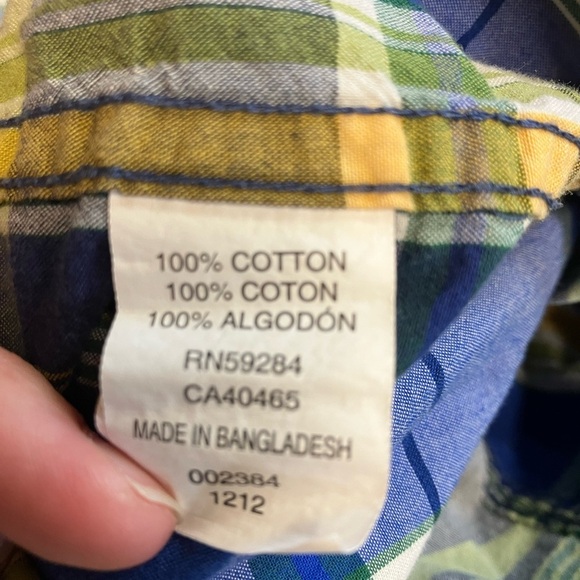 100% COTTON
100% COTON
100% ALGODÓN
RN59284
CA40465
MADE IN BANGLADESH
002384
1212